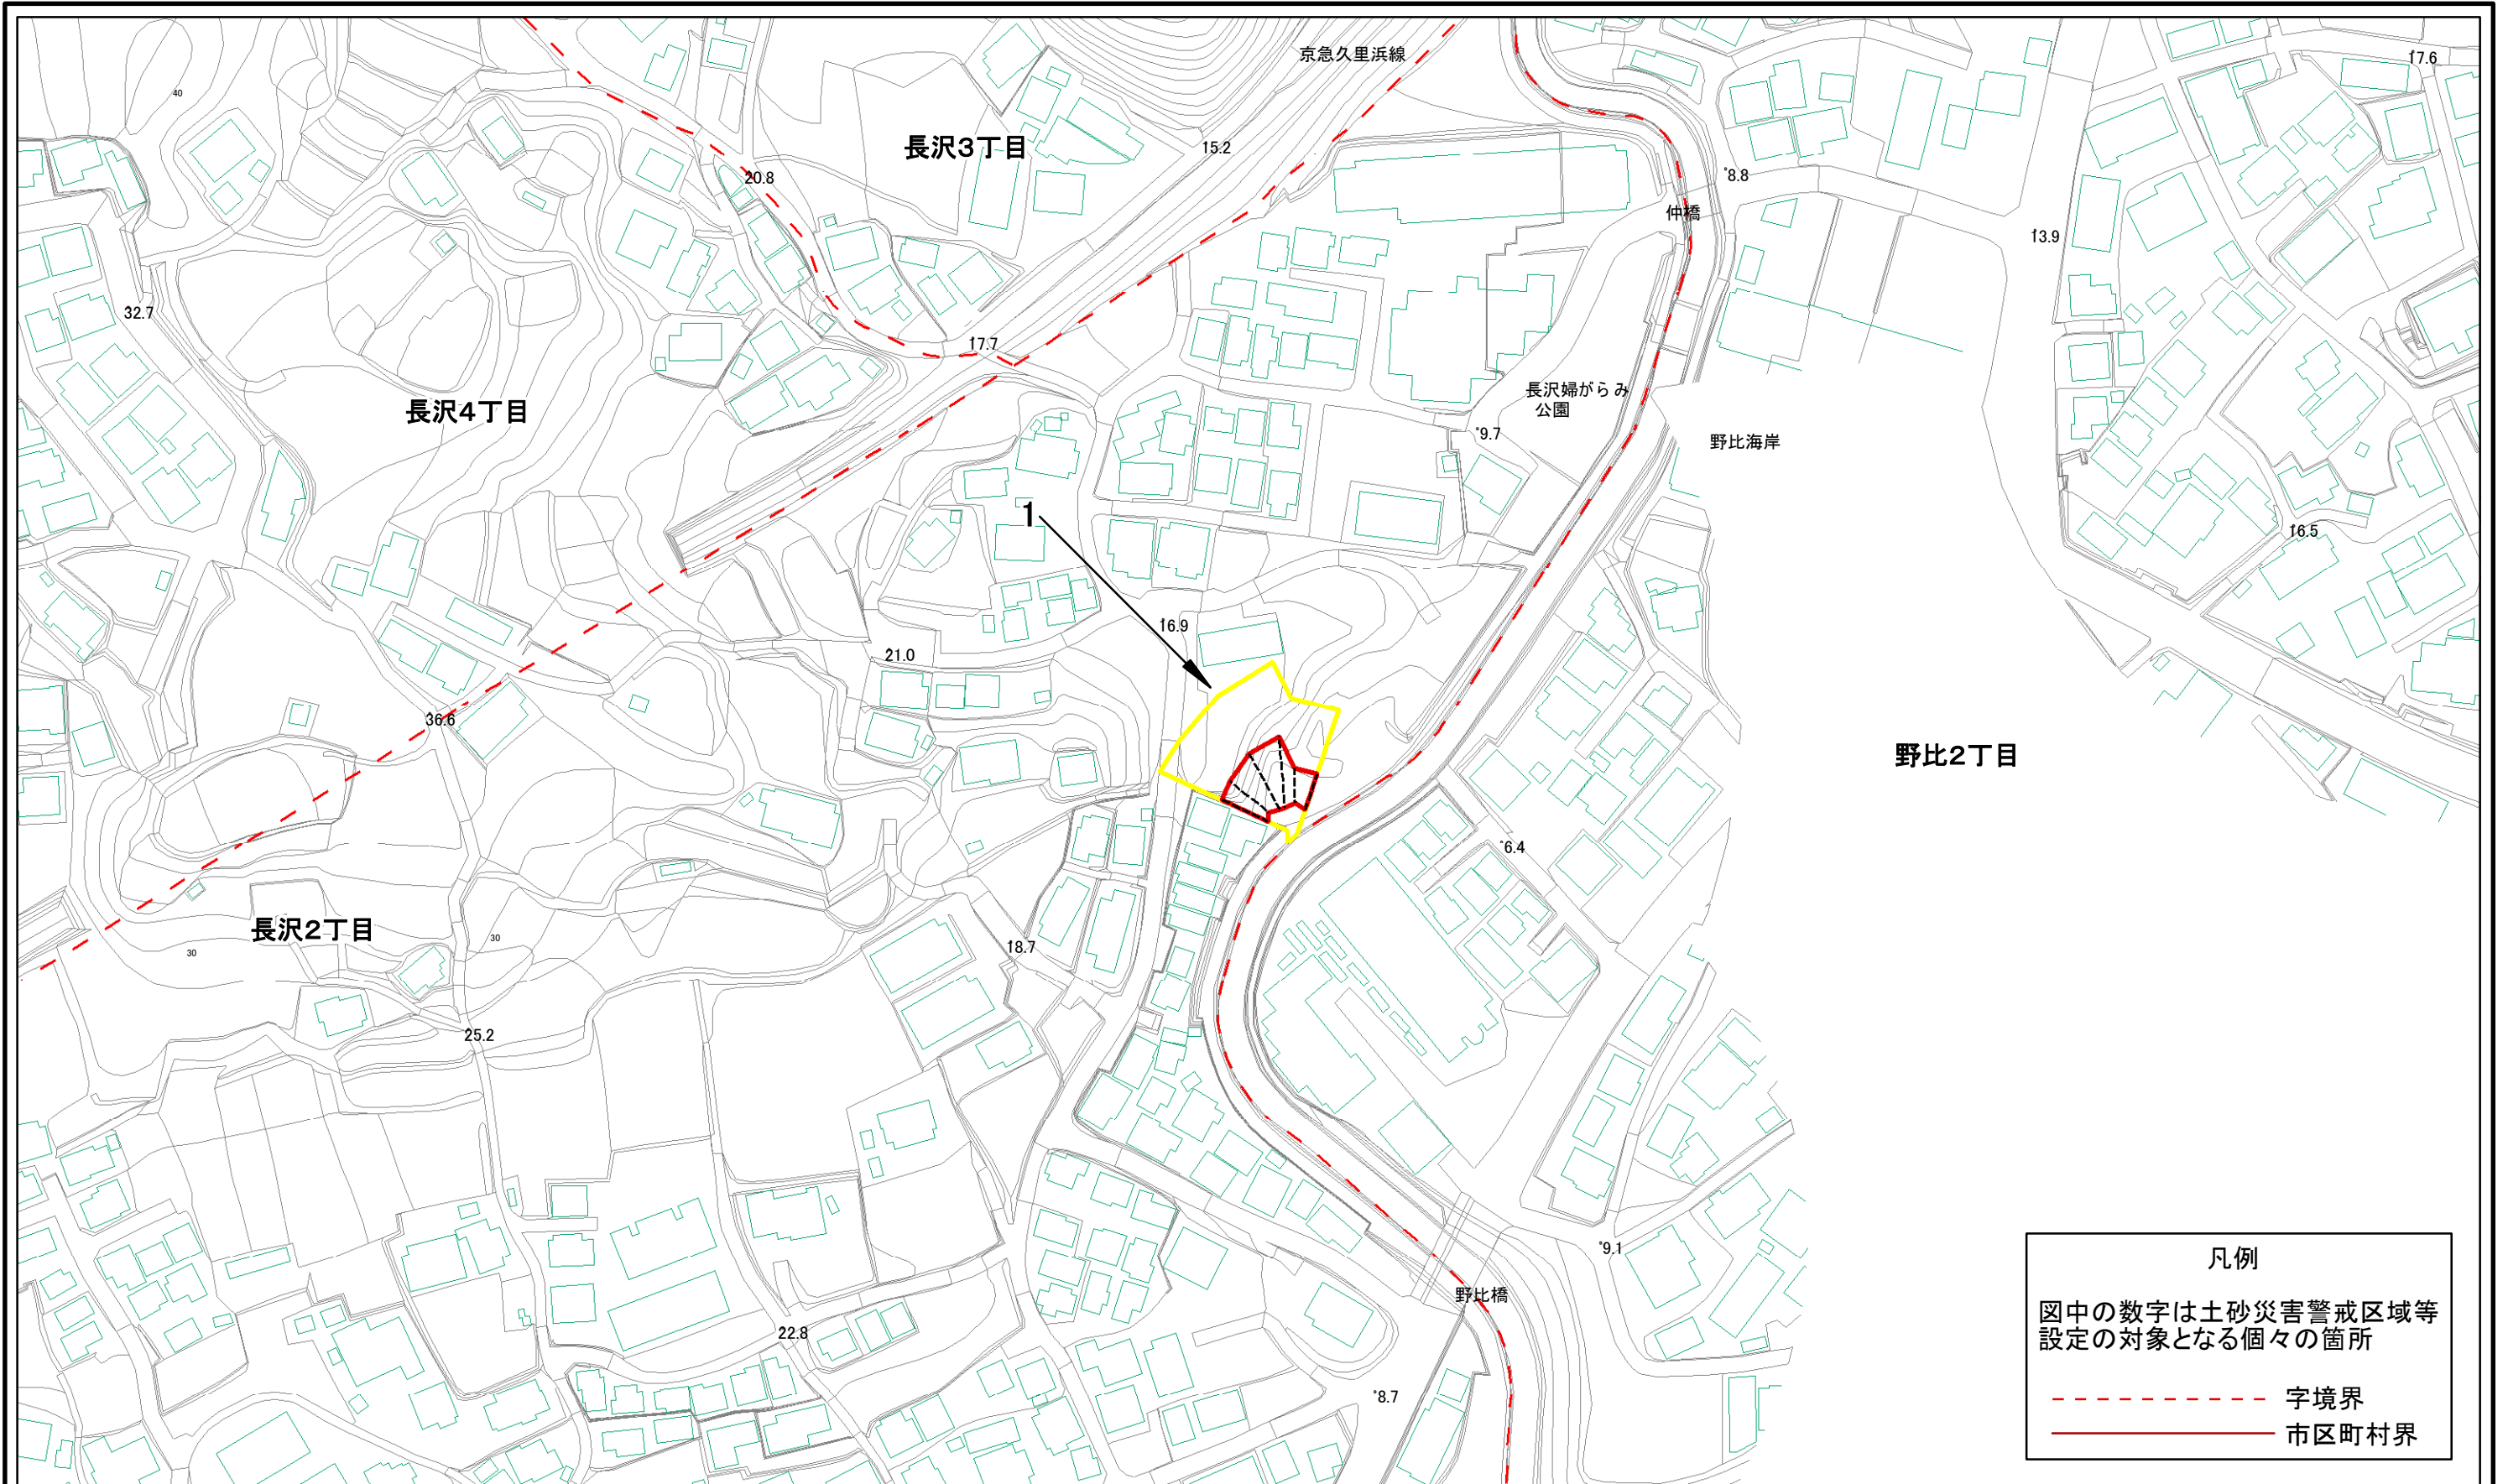 京急久里浜線
17.6
40
長沢3丁目
15.2
20.8
8.8
仲橋
13.9
32.7
17.7
長沢4丁目
長沢婦がらみ
公園
9.7
野比海岸
1
16.5
16.9
21.0
36.6
野比2丁目
6.4
長沢2丁目
30
30
18.7
25.2
9.1
野比橋
22.8
8.7
凡例
図中の数字は土砂災害警戒区域等
設定の対象となる個々の箇所
字境界
市区町村界